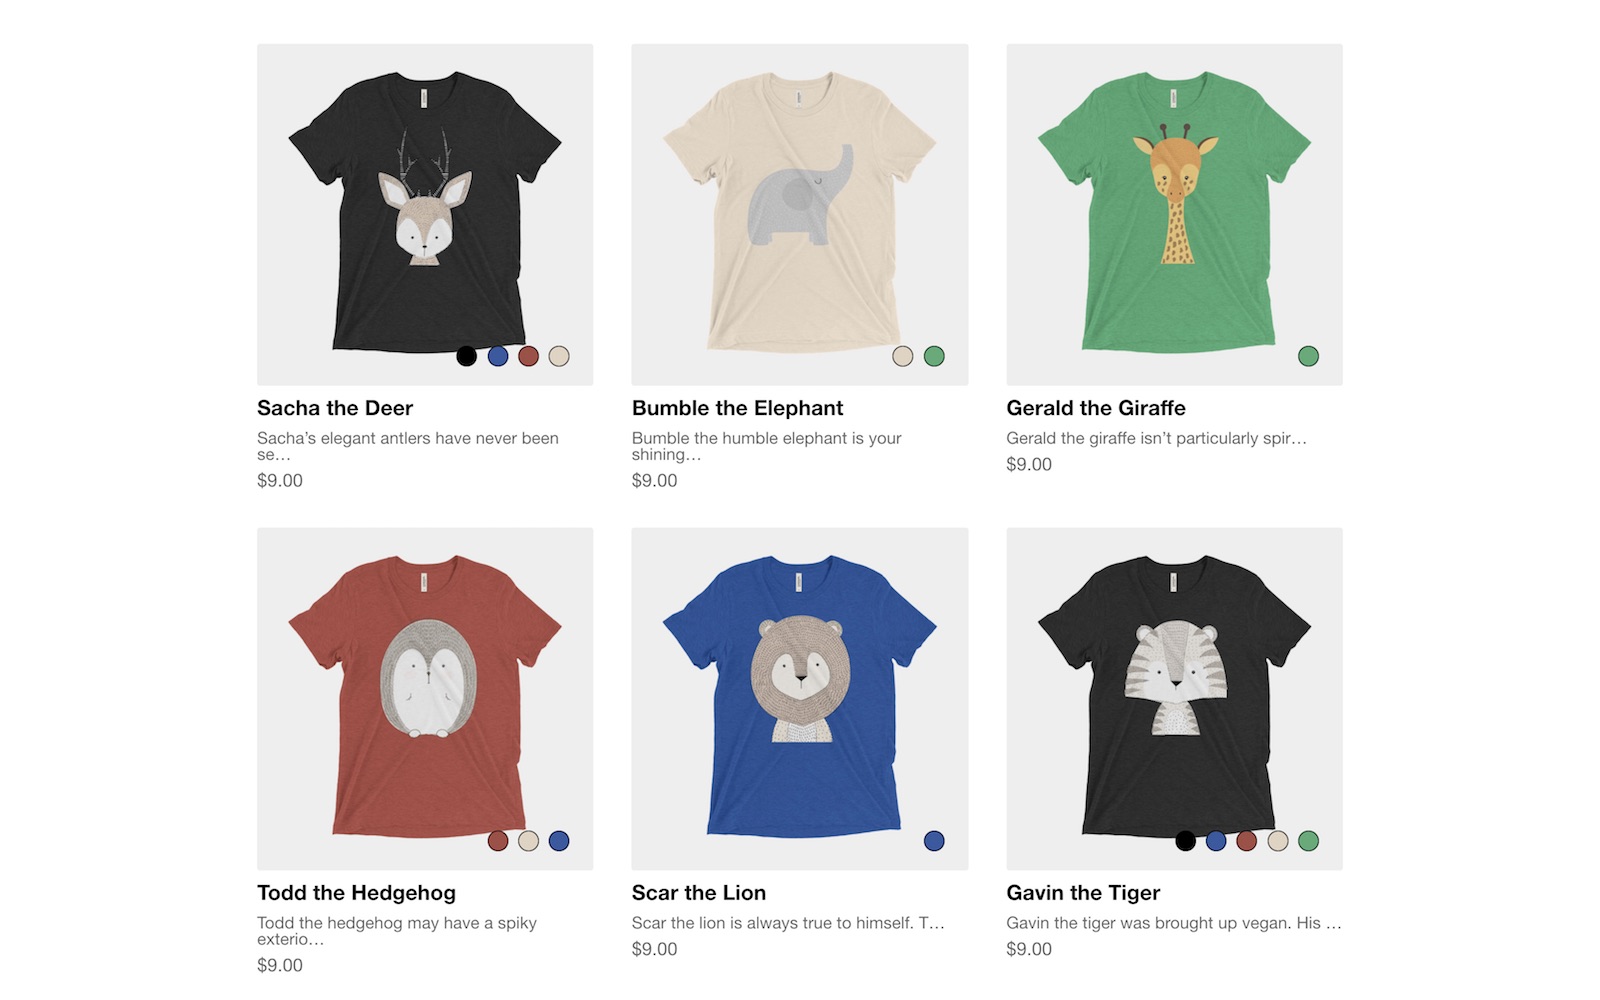 Sacha the Deer
Sacha’s elegant antlers have never been
se…
$9.00
Bumble the Elephant
Bumble the humble elephant is your
shining…
$9.00
Gerald the Giraffe
Gerald the giraffe isn’t particularly spir…
$9.00
Todd the Hedgehog
Todd the hedgehog may have a spiky
exterio…
$9.00
Scar the Lion
Scar the lion is always true to himself. T…
$9.00
Gavin the Tiger
Gavin the tiger was brought up vegan. His …
$9.00